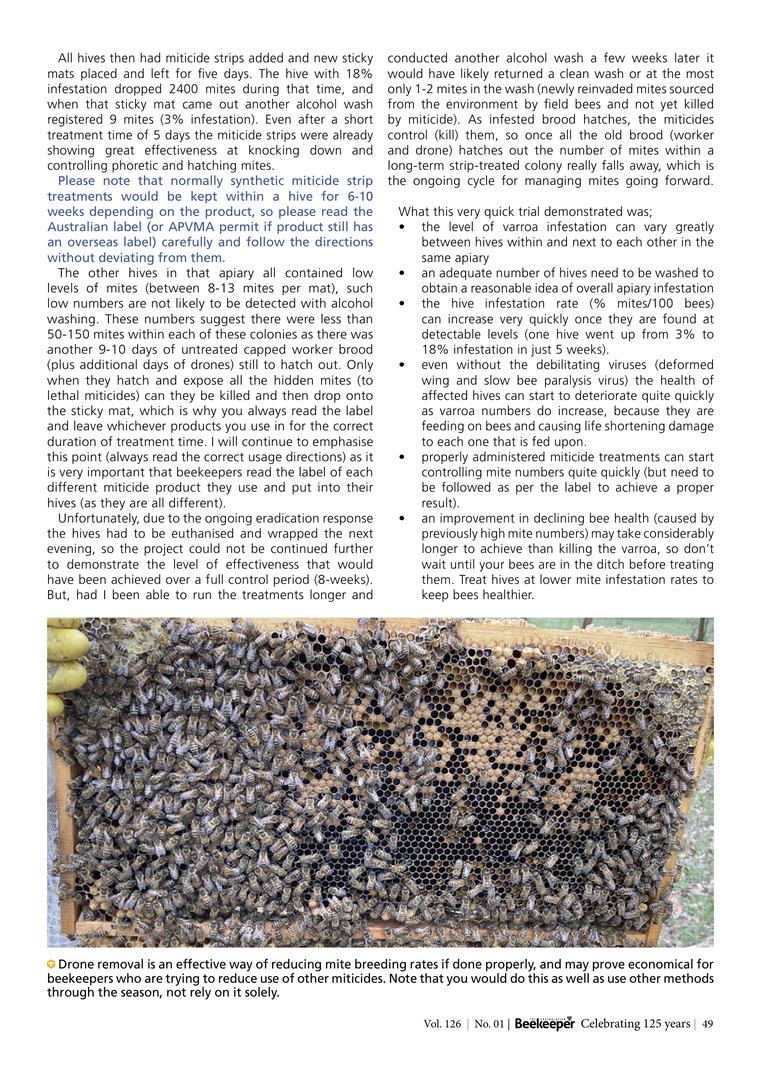 All hives then had miticide strips added and new sticky
mats placed and left for five days. The hive with 18%
infestation dropped 2400 mites during that time, and
when that sticky mat came out another alcohol wash
registered 9 mites (3% infestation). Even after a short
treatment time of 5 days the miticide strips were already
showing great effectiveness at knocking down and
controlling phoretic and hatching mites.
Please note that normally synthetic miticide strip
treatments would be kept within a hive for 6-10
weeks depending on the product, so please read the
Australian label (or APVMA permit if product still has
an overseas label) carefully and follow the directions
without deviating from them.
The other hives in that apiary all contained low
levels of mites (between 8-13 mites per mat), such
low numbers are not likely to be detected with alcohol
washing. These numbers suggest there were less than
50-150 mites within each of these colonies as there was
another 9-10 days of untreated capped worker brood
(plus additional days of drones) still to hatch out. Only
when they hatch and expose all the hidden mites (to
lethal miticides) can they be killed and then drop onto
the sticky mat, which is why you always read the label
and leave whichever products you use in for the correct
duration of treatment time. I will continue to emphasise
this point (always read the correct usage directions) as it
is very important that beekeepers read the label of each
different miticide product they use and put into their
hives (as they are all different).
Unfortunately, due to the ongoing eradication response
the hives had to be euthanised and wrapped the next
evening, so the project could not be continued further
to demonstrate the level of effectiveness that would
have been achieved over a full control period (8-weeks).
But, had I been able to run the treatments longer and
conducted another alcohol wash a few weeks later it
would have likely returned a clean wash or at the most
only 1-2 mites in the wash (newly reinvaded mites sourced
from the environment by field bees and not yet killed
by miticide). As infested brood hatches, the miticides
control (kill) them, so once all the old brood (worker
and drone) hatches out the number of mites within a
long-term strip-treated colony really falls away, which is
the ongoing cycle for managing mites going forward.
What this very quick trial demonstrated was;
• the level of varroa infestation can vary greatly
between hives within and next to each other in the
same apiary
• an adequate number of hives need to be washed to
obtain a reasonable idea of overall apiary infestation
• the hive infestation rate (% mites/100 bees)
can increase very quickly once they are found at
detectable levels (one hive went up from 3% to
18% infestation in just 5 weeks).
• even without the debilitating viruses (deformed
wing and slow bee paralysis virus) the health of
affected hives can start to deteriorate quite quickly
as varroa numbers do increase, because they are
feeding on bees and causing life shortening damage
to each one that is fed upon.
• properly administered miticide treatments can start
controlling mite numbers quite quickly (but need to
be followed as per the label to achieve a proper
result).
• an improvement in declining bee health (caused by
previously high mite numbers) may take considerably
longer to achieve than killing the varroa, so don't
wait until your bees are in the ditch before treating
them. Treat hives at lower mite infestation rates to
keep bees healthier.
Drone removal is an effective way of reducing mite breeding rates if done properly, and may prove economical for
beekeepers who are trying to reduce use of other miticides. Note that you would do this as well as use other methods
through the season, not rely on it solely.
Vol. 126 | No. 01 | Beekeeper Celebrating 125 years | 49